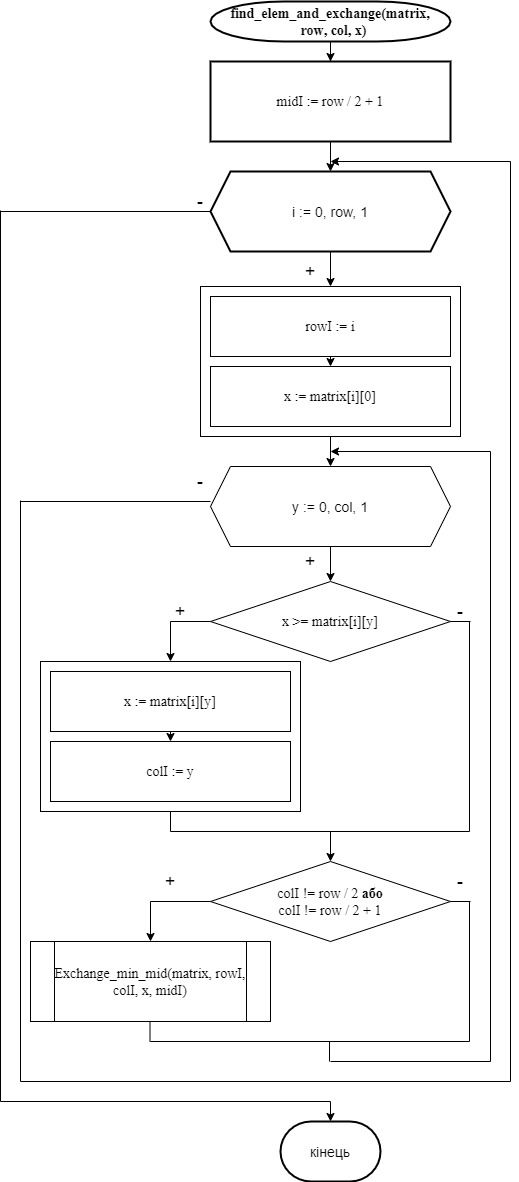 find_elem_and_exchange(matrix,
row, col, x)
midI := row / 2 + 1
-
i := 0, row, 1
+
rowI := i
x := matrix[i][0]
-
y := 0, col, 1
+
+
x >= matrix[i][y]
-
x := matrix[i][y]
colI := y
+
colI != row / 2 або
colI != row / 2 + 1
-
Exchange_min_mid(matrix, rowI,
colI, x, midI)
кінець